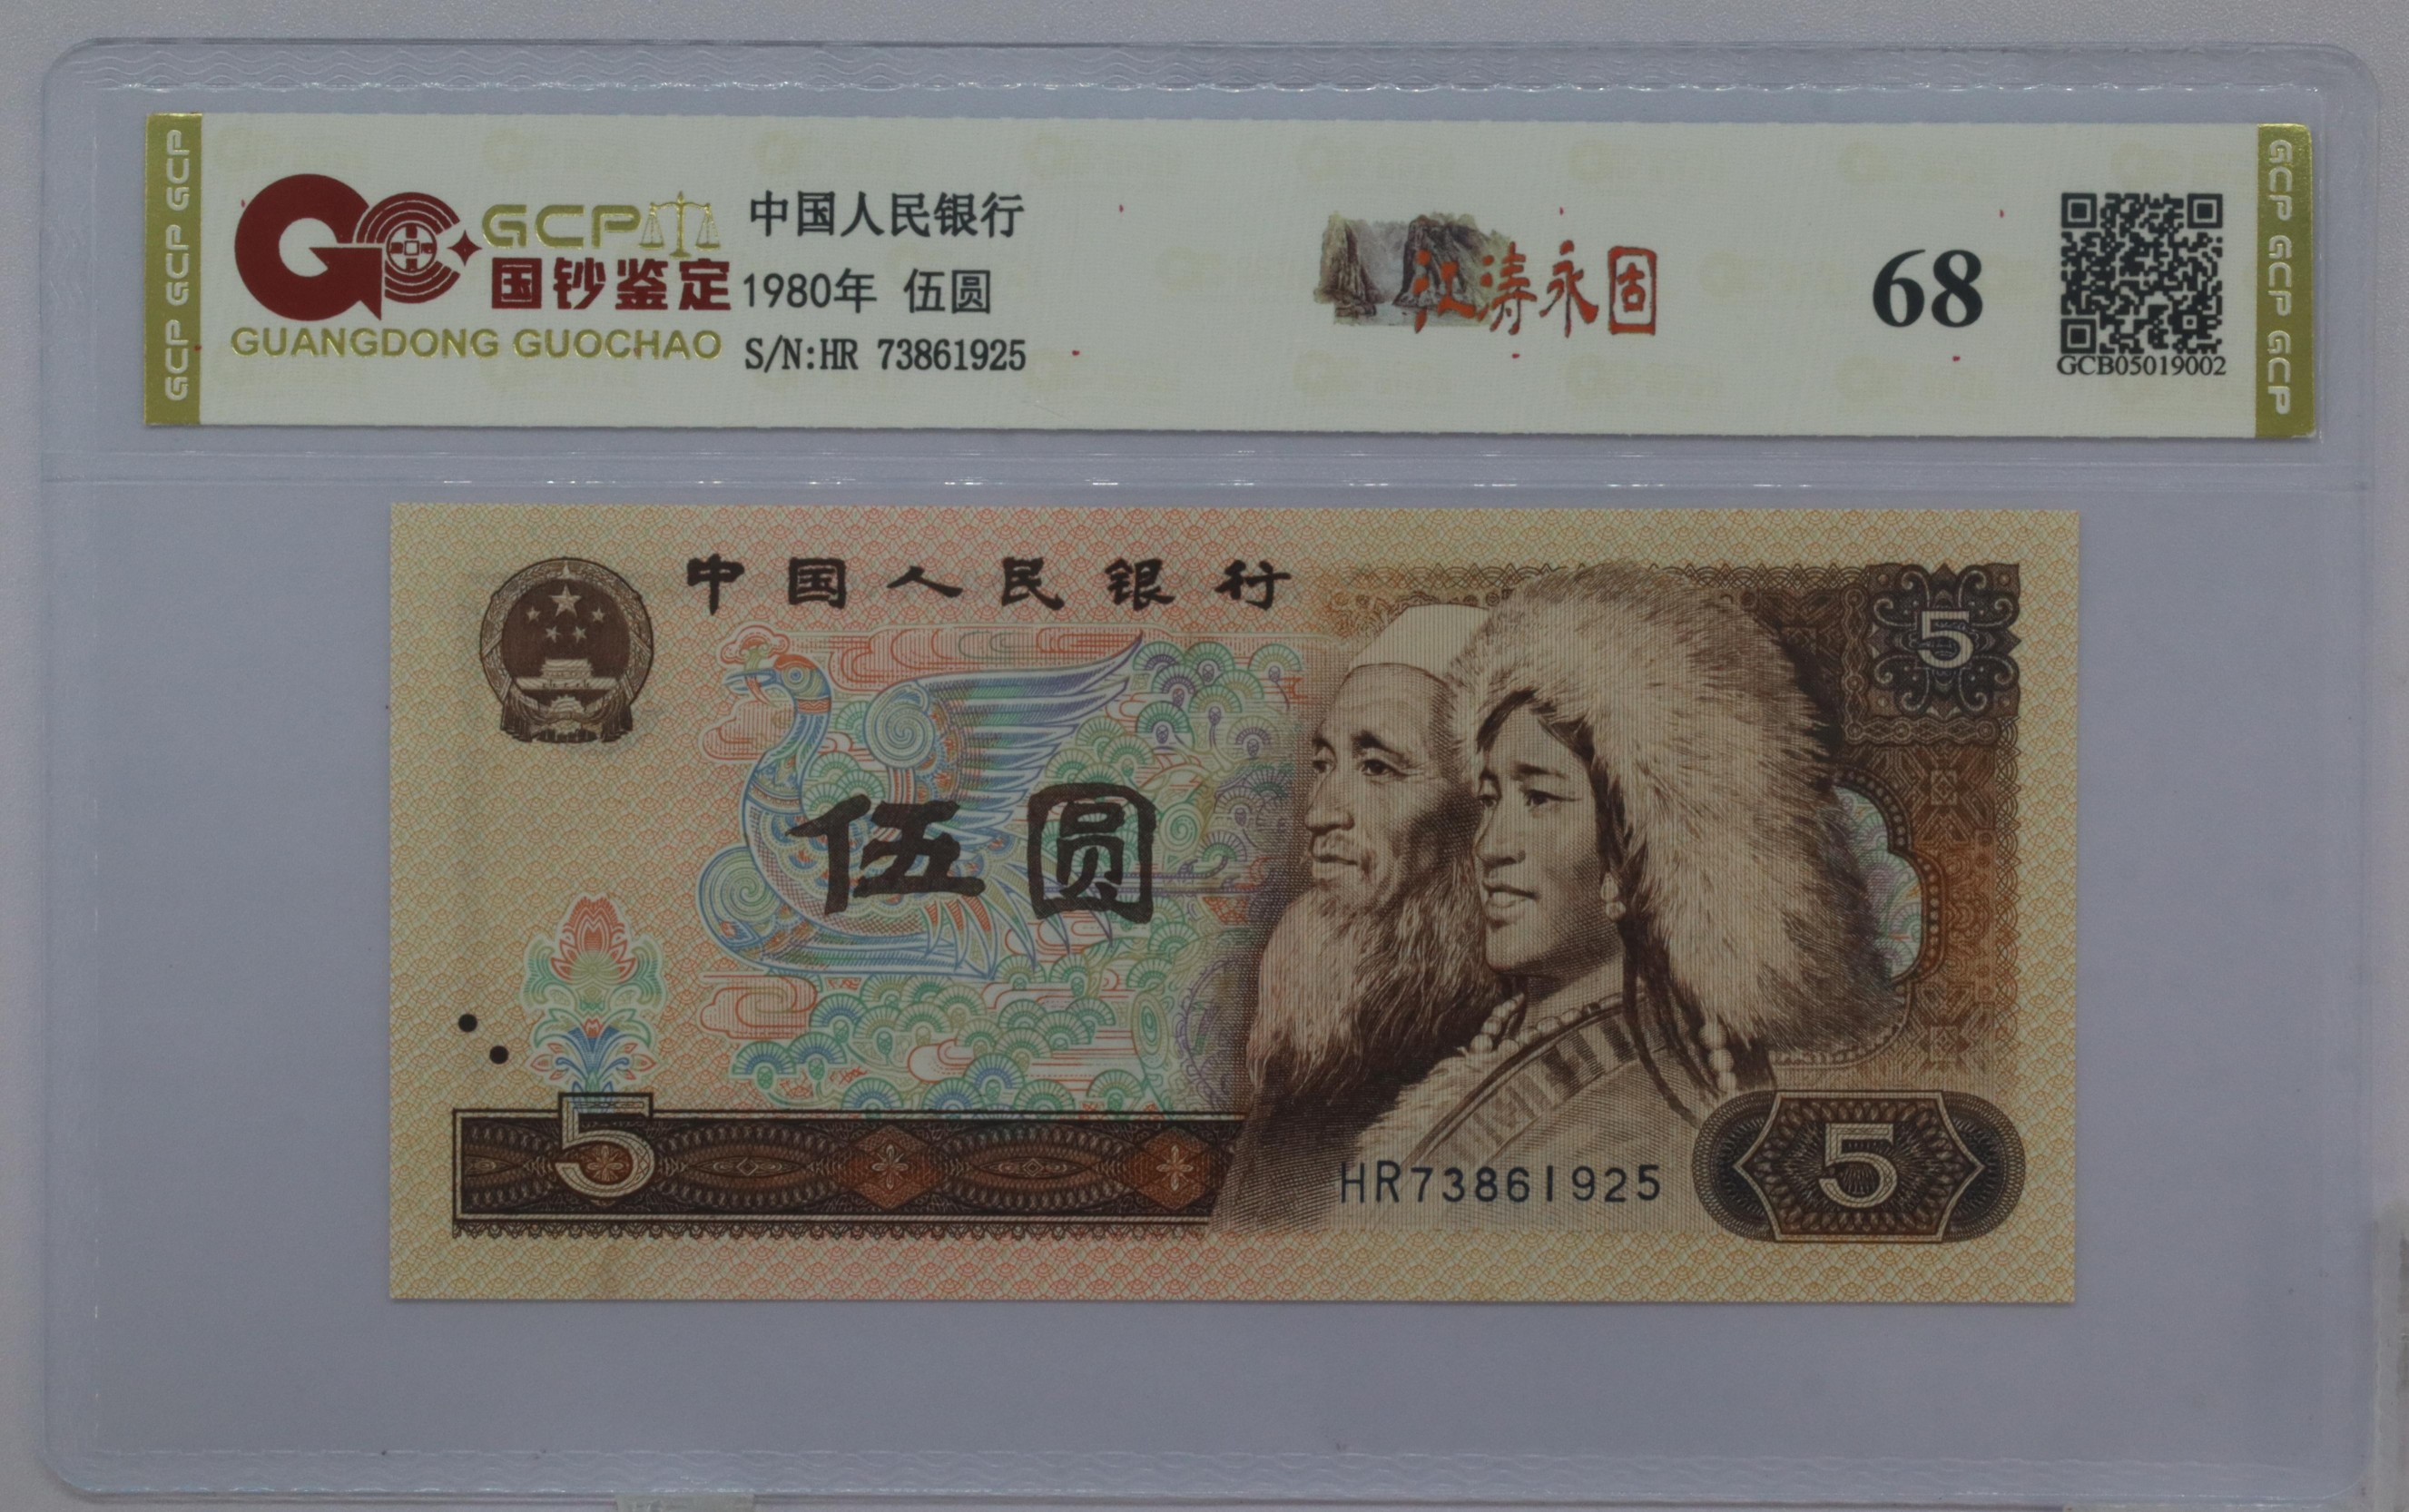 GCP GCP GCP
GCP
国钞鉴定
GUANGDONG GUOCHAO
中国人民银行
1980年 伍圆
S/N:HR 73861925
江涛永固
68
GCB05019002
GCP GCP GCP
中国人民银行
5
伍圆
5
HR73861925
5